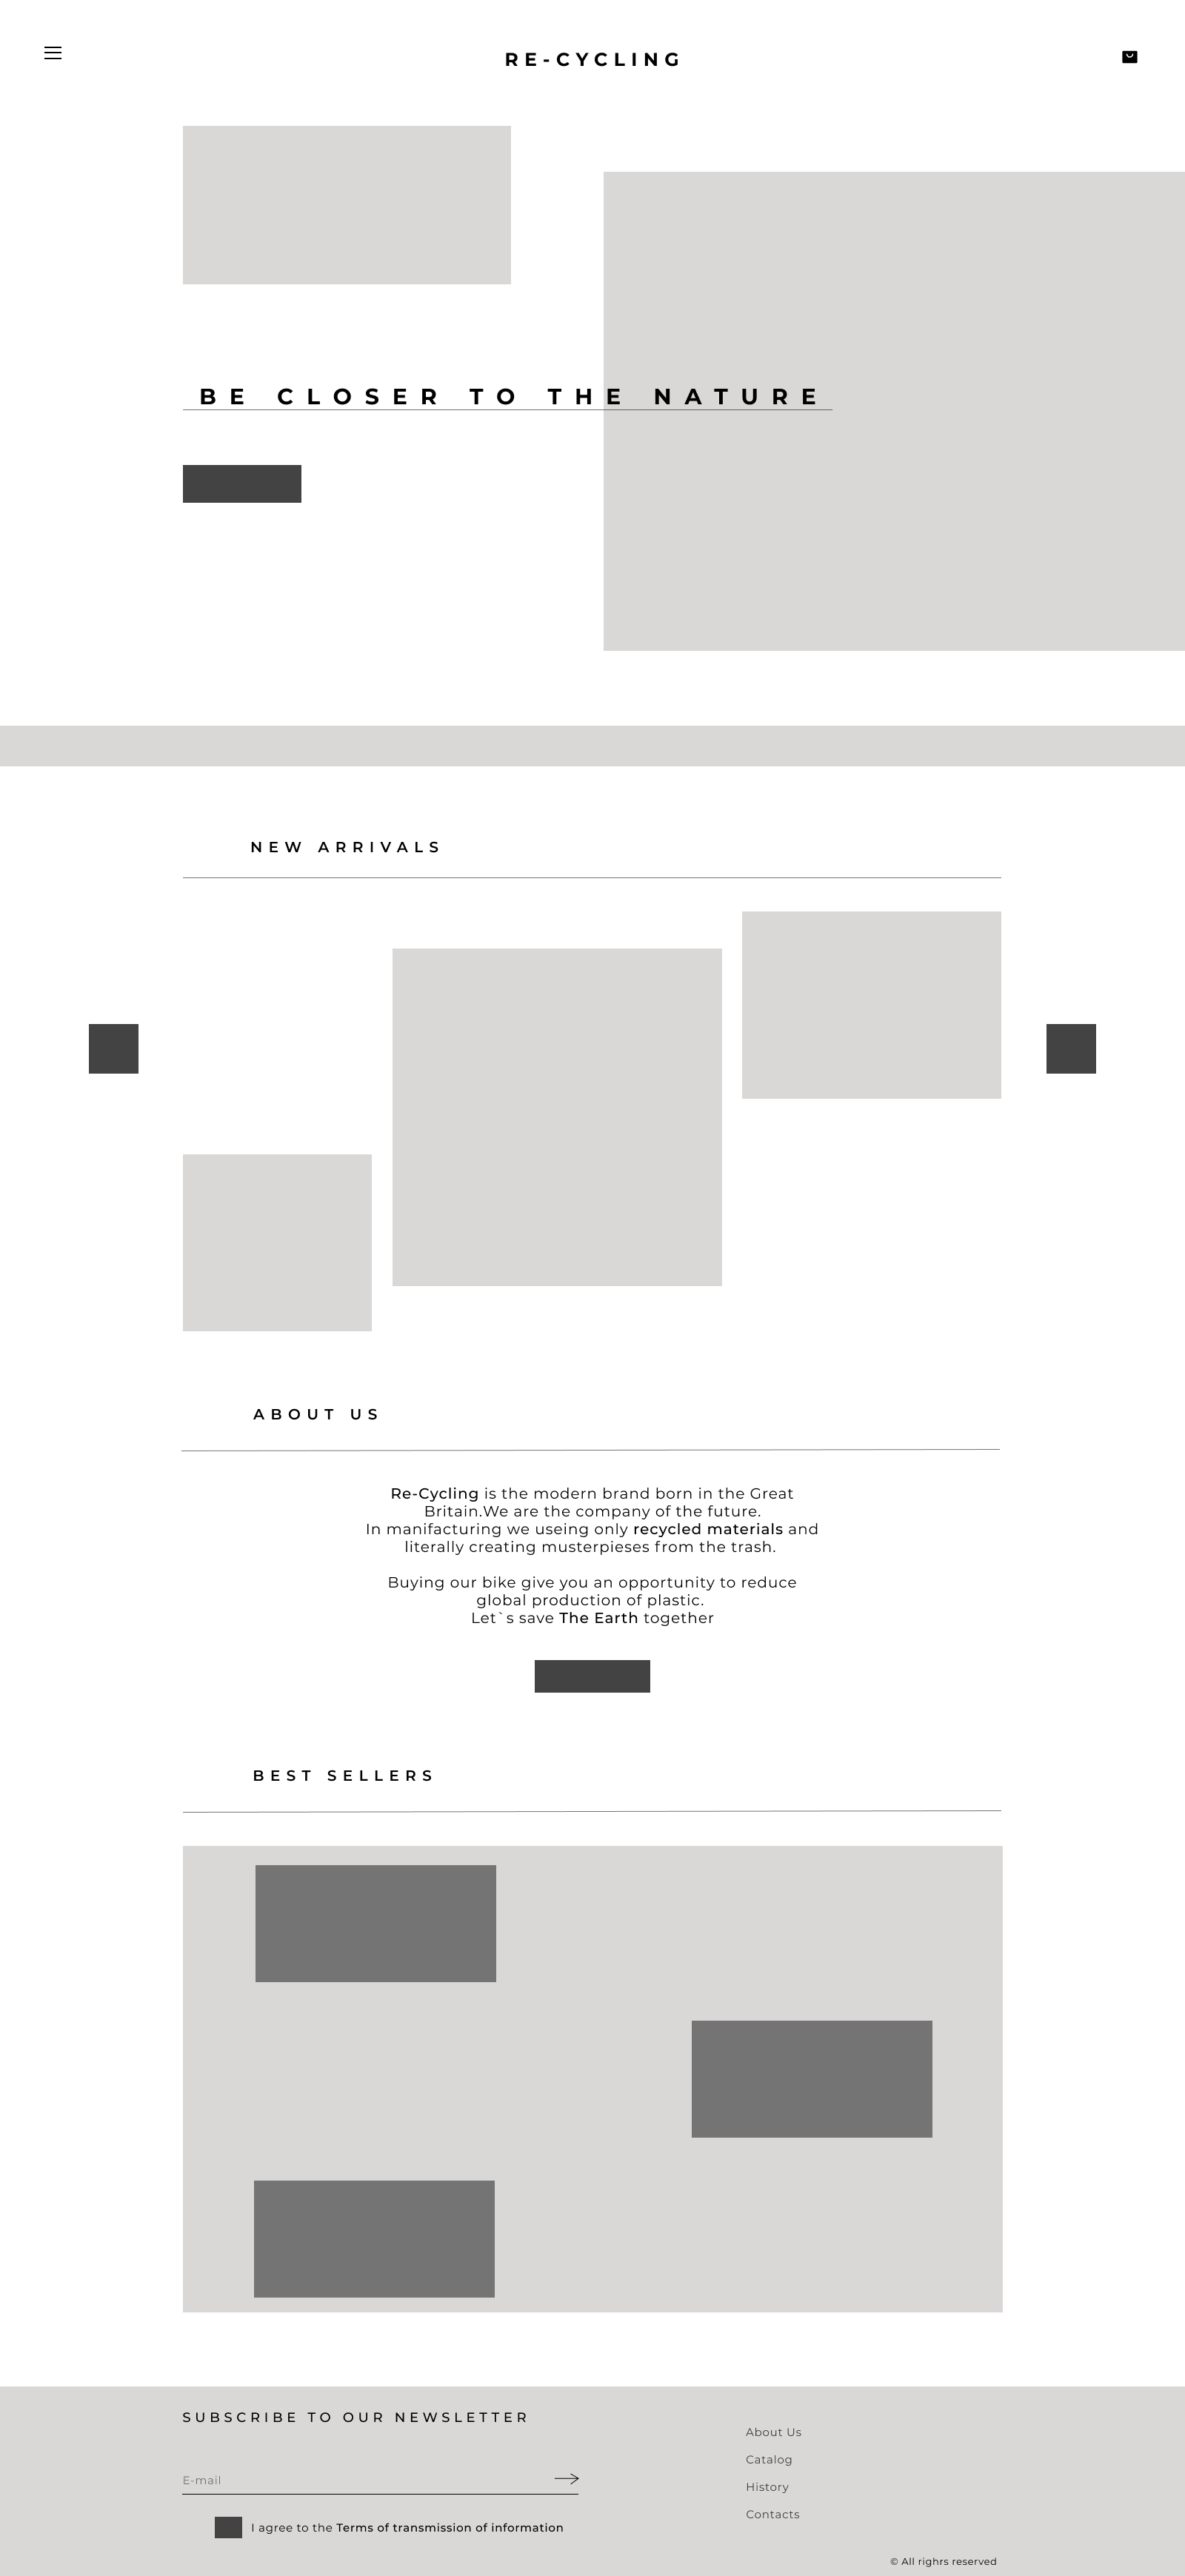 RE-CYCLING
BE CLOSER TO THE NATURE
NEW ARRIVALS
ABOUT US
Re-Cycling is the modern brand born in the Great
Britain.We are the company of the future.
In manifacturing we useing only recycled materials and
literally creating musterpieses from the trash.
Buying our bike give you an opportunity to reduce
global production of plastic.
Let`s save The Earth together
BEST SELLERS
SUBSCRIBE TO OUR NEWSLETTER
E-mail
I agree to the Terms of transmission of information
About Us
Catalog
History
Contacts
© All righrs reserved